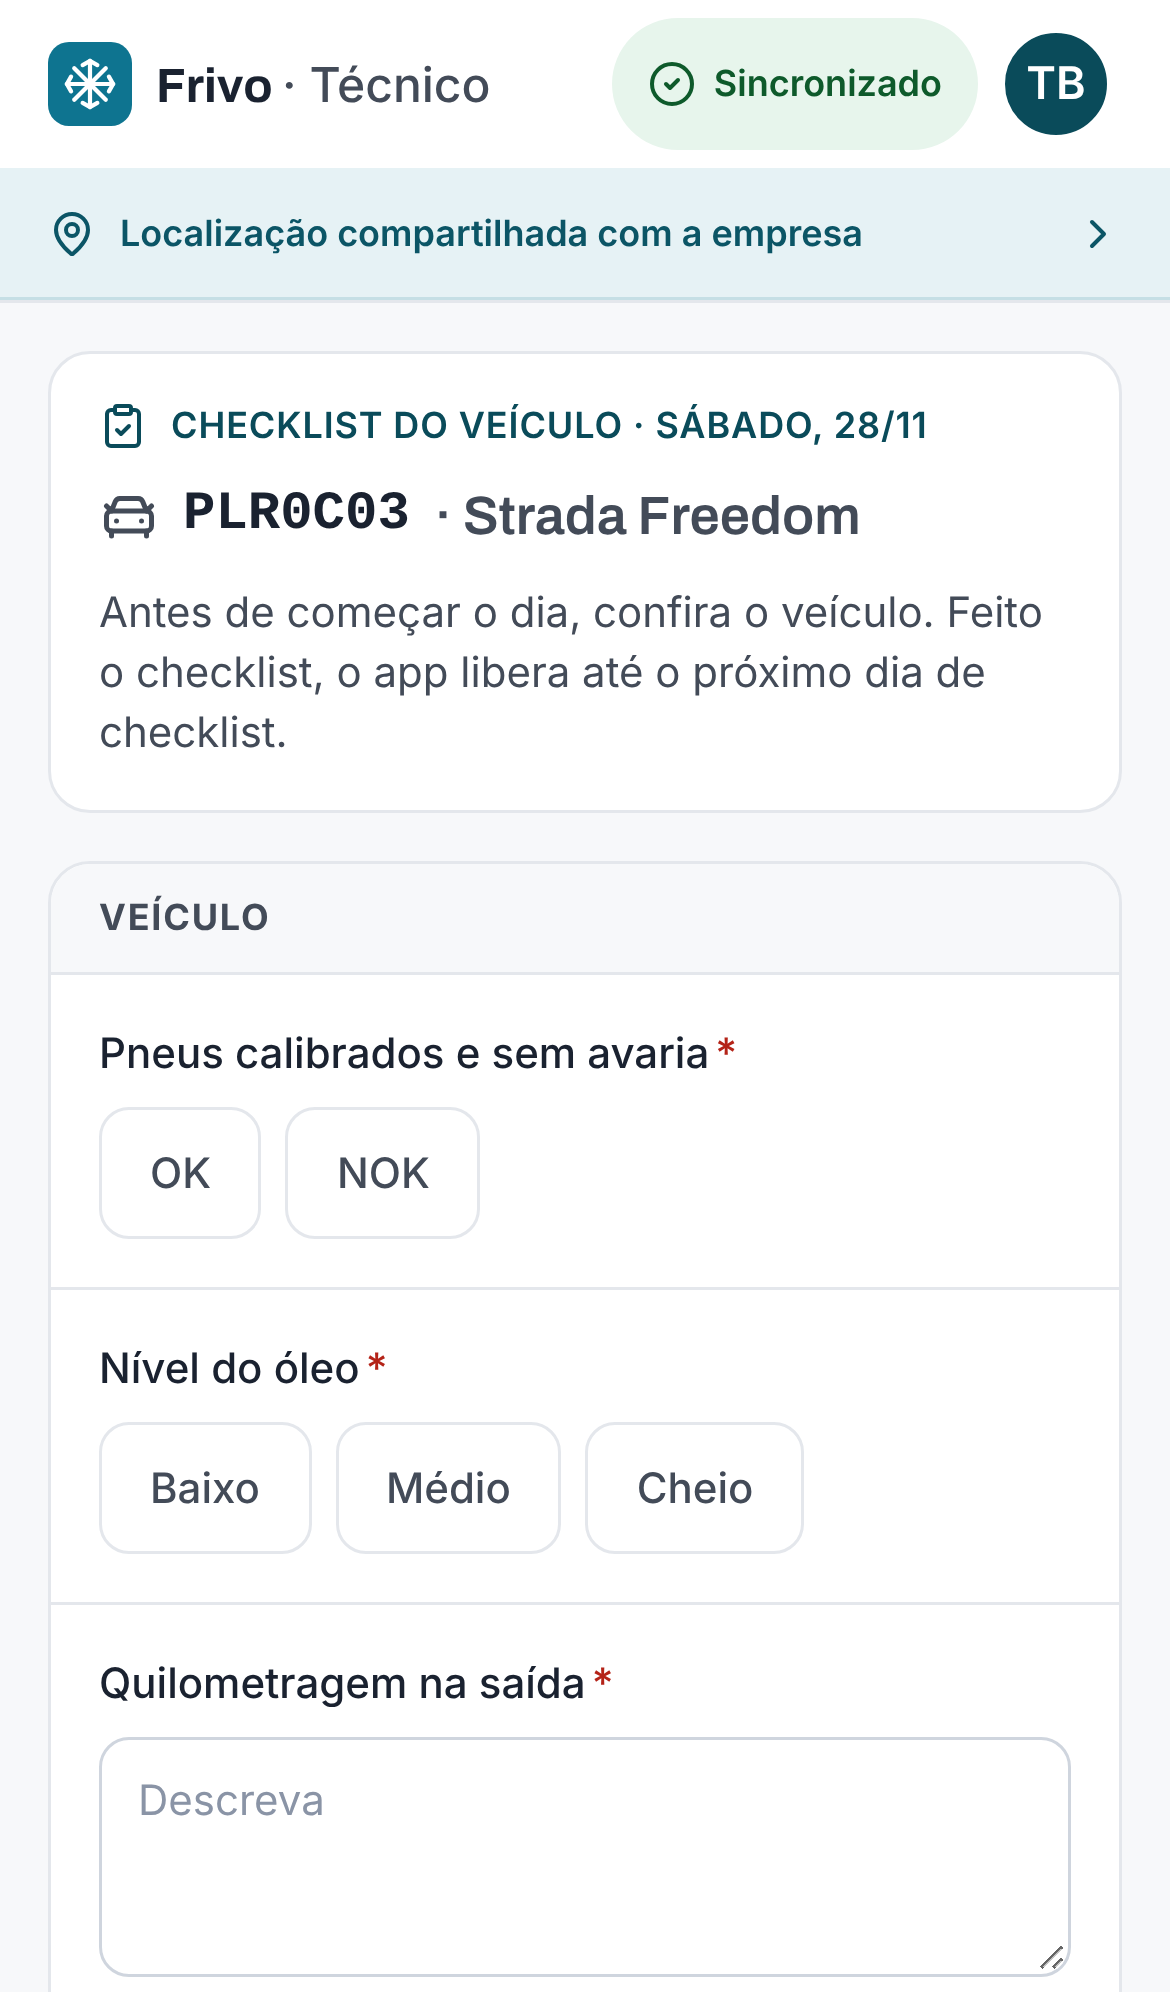 Frivo · Técnico
Sincronizado
TB
Localização compartilhada com a empresa
CHECKLIST DO VEÍCULO · SÁBADO, 28/11
PLR0C03 · Strada Freedom
Antes de começar o dia, confira o veículo. Feito
o checklist, o app libera até o próximo dia de
checklist.
VEÍCULO
Pneus calibrados e sem avaria *
OK
NOK
Nível do óleo *
Baixo
Médio
Cheio
Quilometragem na saída *
Descreva